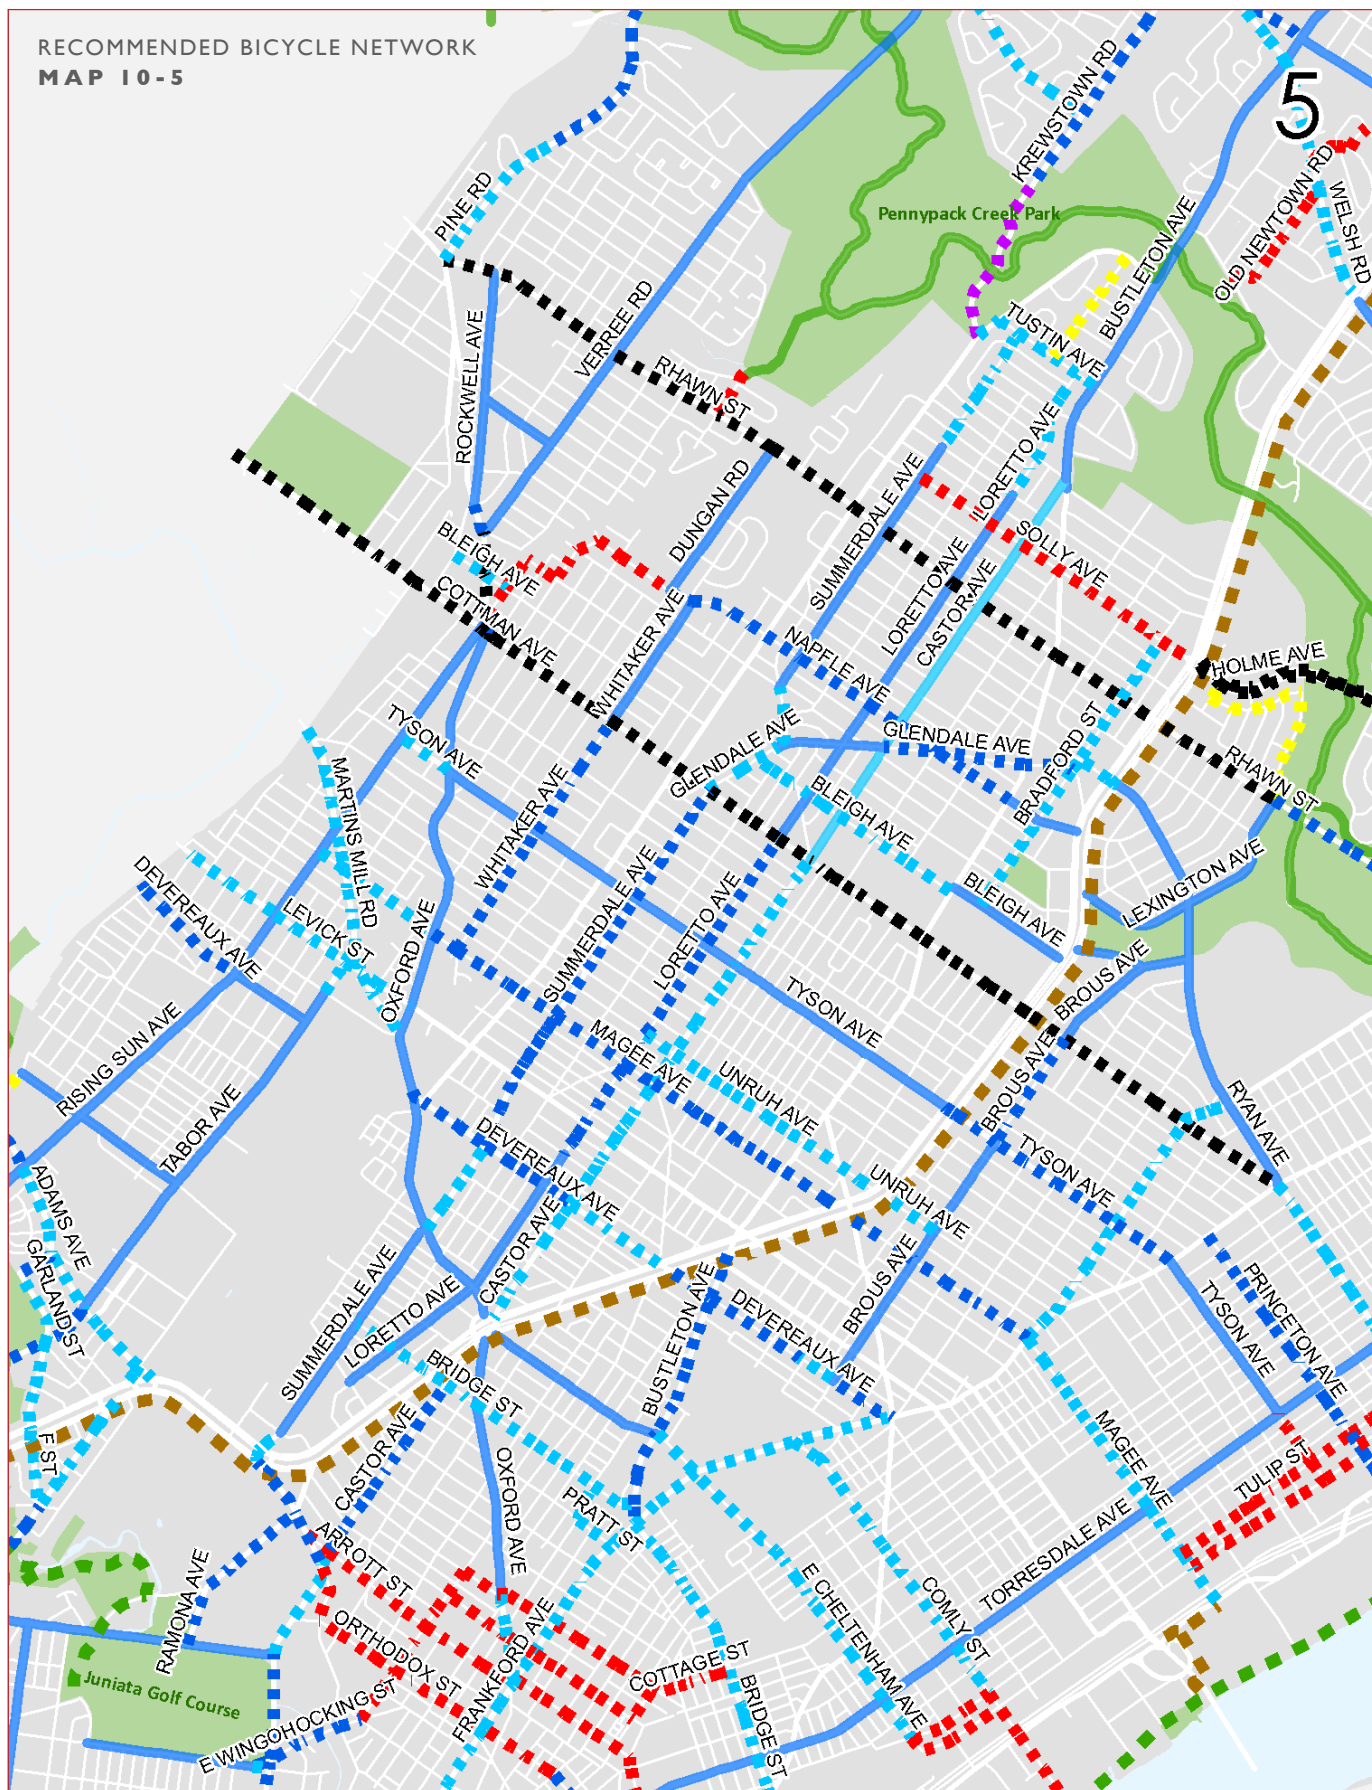 RECOMMENDED BICYCLE NETWORK
MAP 10-5
5
KREWSTOWN RD
PINE RD
Pennypack Creek Park
OLD NEWTOWN RD
WELSH RD
BUSTLETON AVE
TUSTIN AVE
VERREE RD
ROCKWELL AVE
RHAWN ST
LORETTO AVE
SUMMERDALE AVE
DUNGAN RD
SOLLY AVE
BLEIGH AVE
COTTMAN AVE
LORETTO AVE
CASTOR AVE
WHITAKER AVE
NAPFLE AVE
HOLME AVE
TYSON AVE
GLENDALE AVE
GLENDALE AVE
BRADFORD ST
RHAWN ST
MARTINS MILL RD
WHITAKER AVE
BLEIGH AVE
DEVEREAUX AVE
LEVICK ST
OXFORD AVE
SUMMERDALE AVE
LORETTO AVE
BLEIGH AVE
LEXINGTON AVE
BROUS AVE
TYSON AVE
RISING SUN AVE
TABOR AVE
MAGEE AVE
UNRUH AVE
BROUS AVE
RYAN AVE
DEVEREAUX AVE
TYSON AVE
ADAMS AVE
GARLAND ST
UNRUH AVE
CASTOR AVE
SUMMERDALE AVE
LORETTO AVE
BUSTLETON AVE
BROUS AVE
DEVEREAUX AVE
TYSON AVE
PRINCETON AVE
BRIDGE ST
F ST
CASTOR AVE
OXFORD AVE
PRATT ST
MAGEE AVE
TULIP ST
TORRESDALE AVE
ARROTT ST
RAMONA AVE
ORTHODOX ST
E CHELTENHAM AVE
COMLY ST
FRANKFORD AVE
COTTAGE ST
BRIDGE ST
Juniata Golf Course
E WINGOHOCKING ST